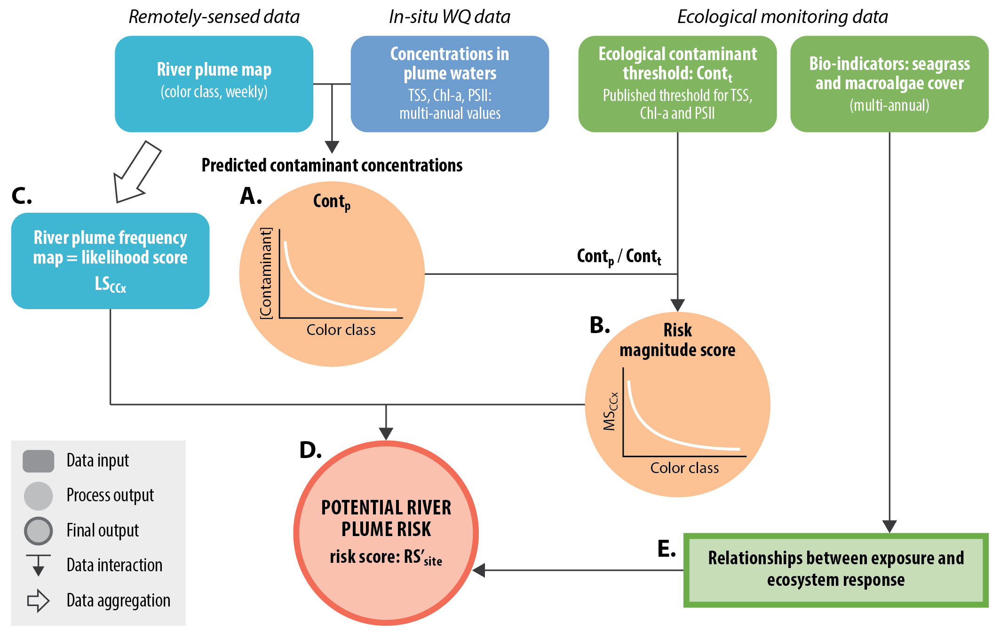 Remotely-sensed data
In-situ WQ data
Ecological monitoring data
River plume map
(color class, weekly)
Concentrations in
plume waters
TSS, Chl-a, PSII:
multi-anual values
Ecological contaminant
threshold: Contt
Published threshold for TSS,
Chl-a and PSII
Bio-indicators: seagrass
and macroalgae cover
(multi-annual)
Predicted contaminant concentrations
C.
River plume frequency
map = likelihood score
LSCCx
A.
Contp
[Contaminant]
Color class
Contp / Contt
B.
Risk
magnitude score
MSCCx
Color class
D.
POTENTIAL RIVER
PLUME RISK
risk score: RS′site
E.
Relationships between exposure and
ecosystem response
Data input
Process output
Final output
Data interaction
Data aggregation